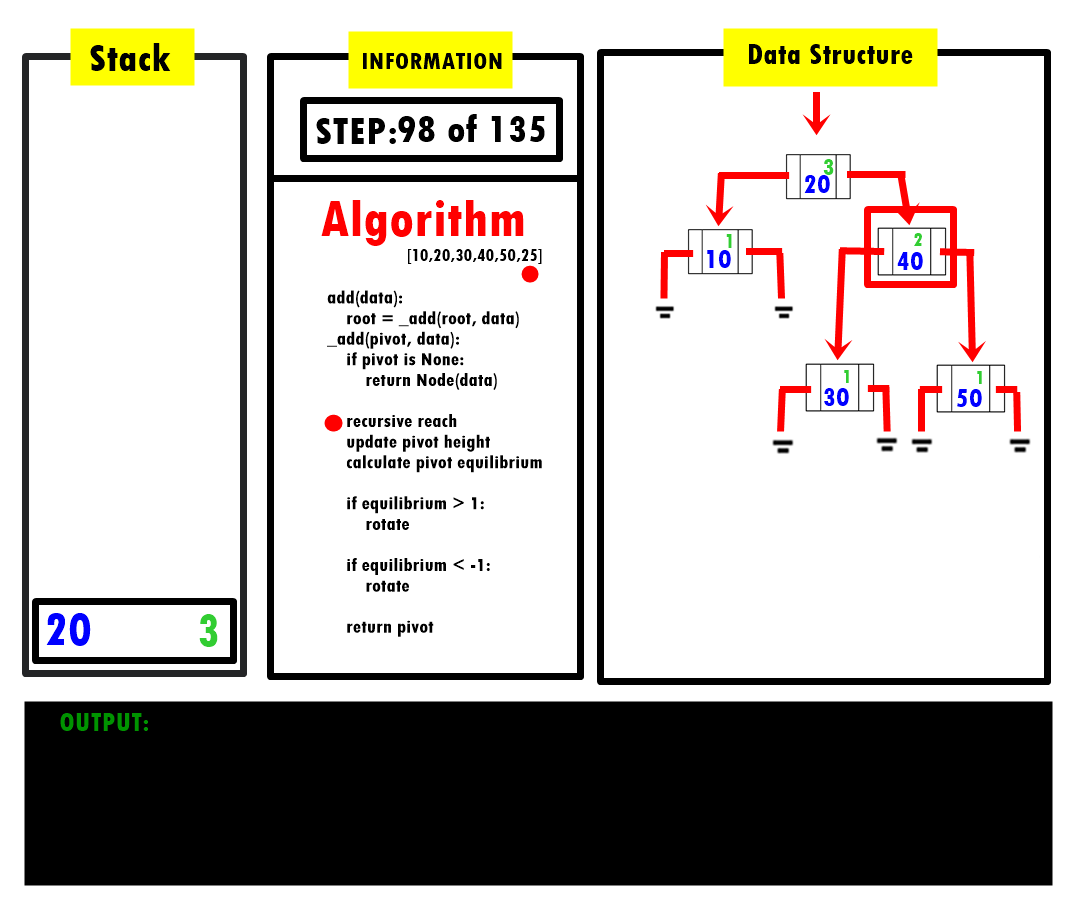 Stack
20 3
INFORMATION
STEP:98 of 135
Algorithm
[10,20,30,40,50,25]
add(data):
root = _add(root, data)
_add(pivot, data):
if pivot is None:
return Node(data)
recursive reach
update pivot height
calculate pivot equilibrium
if equilibrium > 1:
rotate
if equilibrium < -1:
rotate
return pivot
Data Structure
3
20
1
10
2
40
1
30
1
50
OUTPUT: